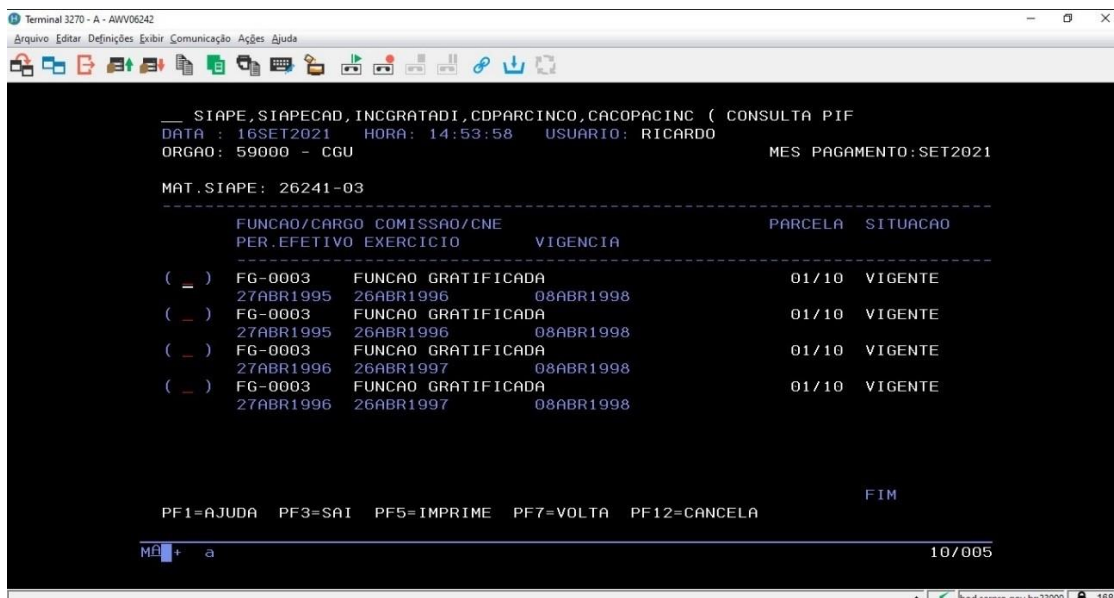 Terminal 3270 - A - AWV06242
Arquivo Editar Definições Exibir Comunicação Ações Ajuda
__ SIAPE,SIAPECAD,INCGRATADI,CDPARCINCO,CACOPACINC ( CONSULTA PIF
DATA : 16SET2021 HORA: 14:53:58 USUARIO: RICARDO
ORGAO: 59000 - CGU MES PAGAMENTO:SET2021
MAT.SIAPE: 26241-03
FUNCAO/CARGO COMISSAO/CNE PARCELA SITUACAO
PER.EFETIVO EXERCICIO VIGENCIA
( _ ) FG-0003 FUNCAO GRATIFICADA 01/10 VIGENTE
27ABR1995 26ABR1996 08ABR1998
( _ ) FG-0003 FUNCAO GRATIFICADA 01/10 VIGENTE
27ABR1995 26ABR1996 08ABR1998
( _ ) FG-0003 FUNCAO GRATIFICADA 01/10 VIGENTE
27ABR1996 26ABR1997 08ABR1998
( _ ) FG-0003 FUNCAO GRATIFICADA 01/10 VIGENTE
27ABR1996 26ABR1997 08ABR1998
FIM
PF1=AJUDA PF3=SAI PF5=IMPRIME PF7=VOLTA PF12=CANCELA
MA + a 10/005